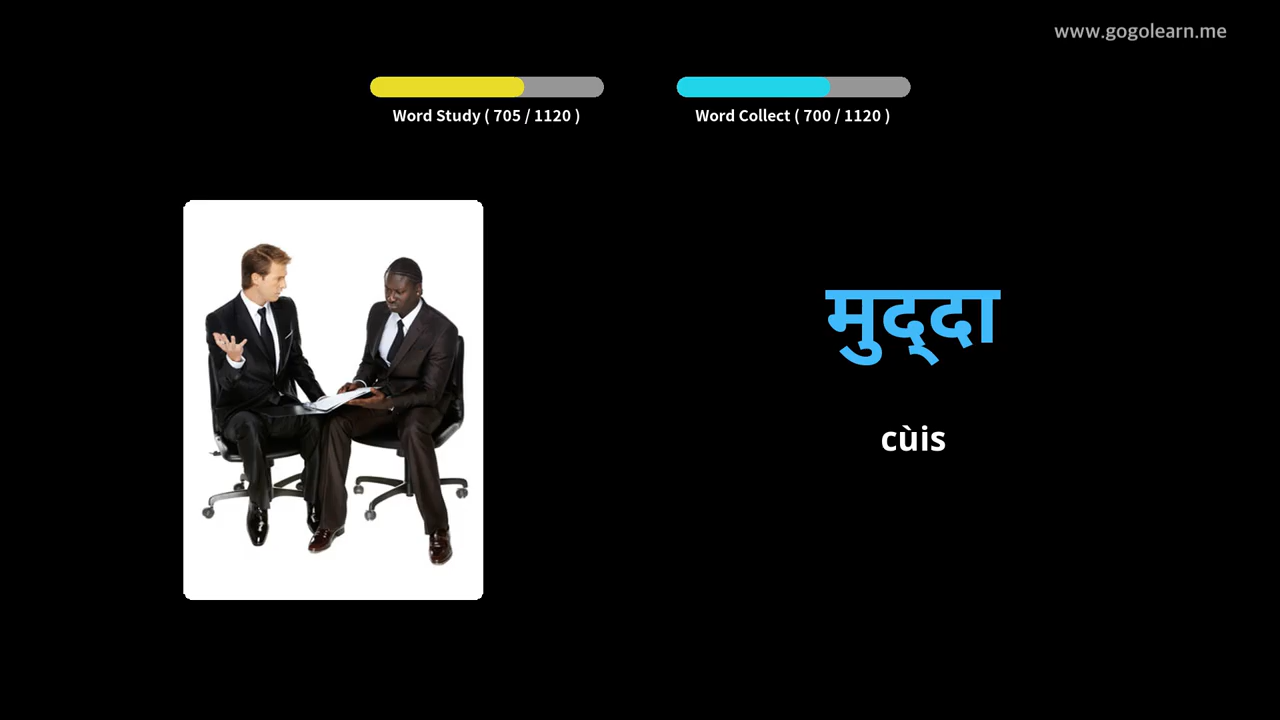 www.gogolearn.me
Word Study ( 705 / 1120 )
Word Collect ( 700 / 1120 )
मुद्‌दा
cùis